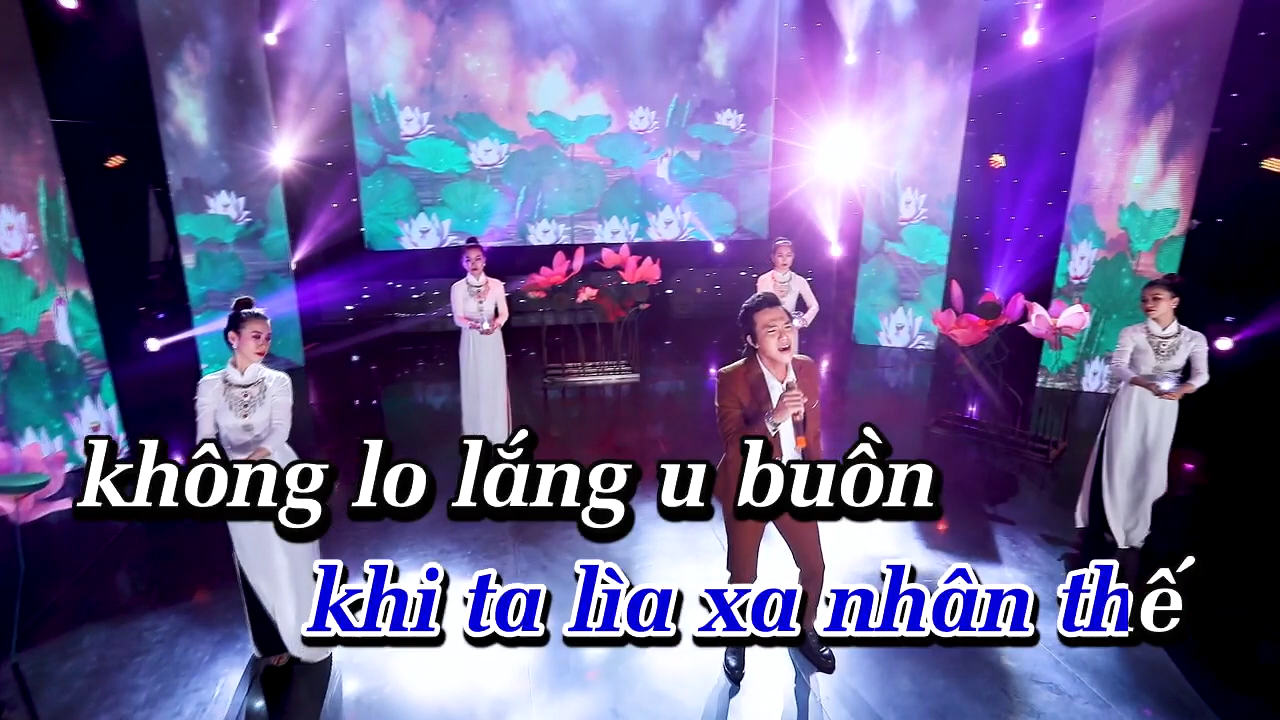 không lo lắng u buồn
khi ta lìa xa nhân thế